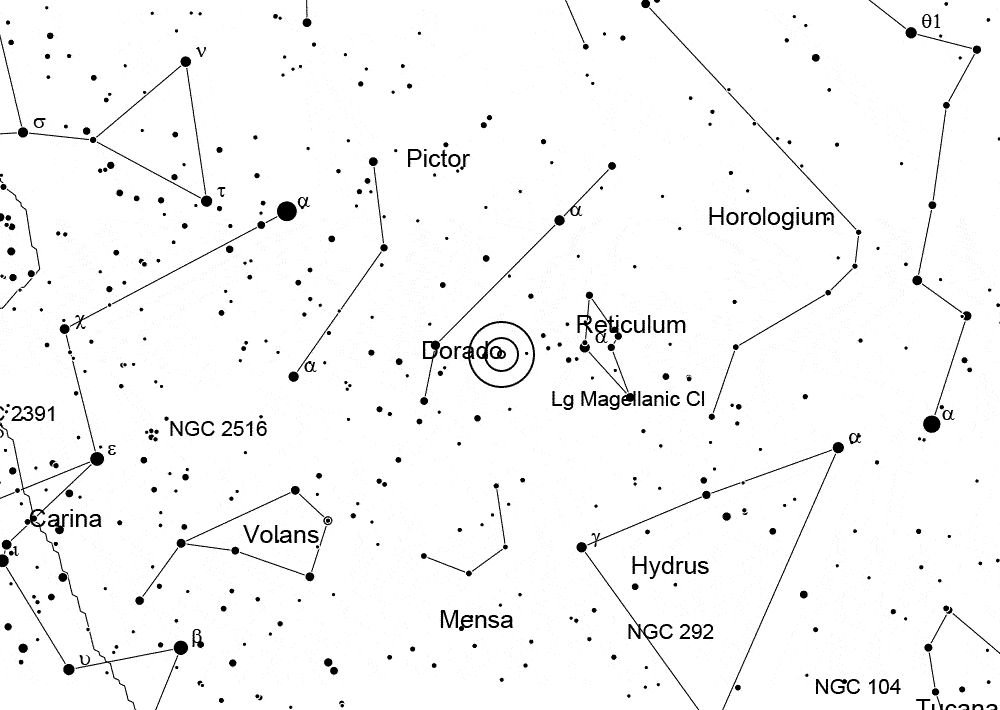 θ1
ν
σ
Pictor
τ
α
α
Horologium
χ
Reticulum
α
Dorado
α
Lg Magellanic Cl
C 2391
α
NGC 2516
α
ε
Carina
Volans
γ
ι
Hydrus
Mensa
NGC 292
β
υ
NGC 104
Tucana